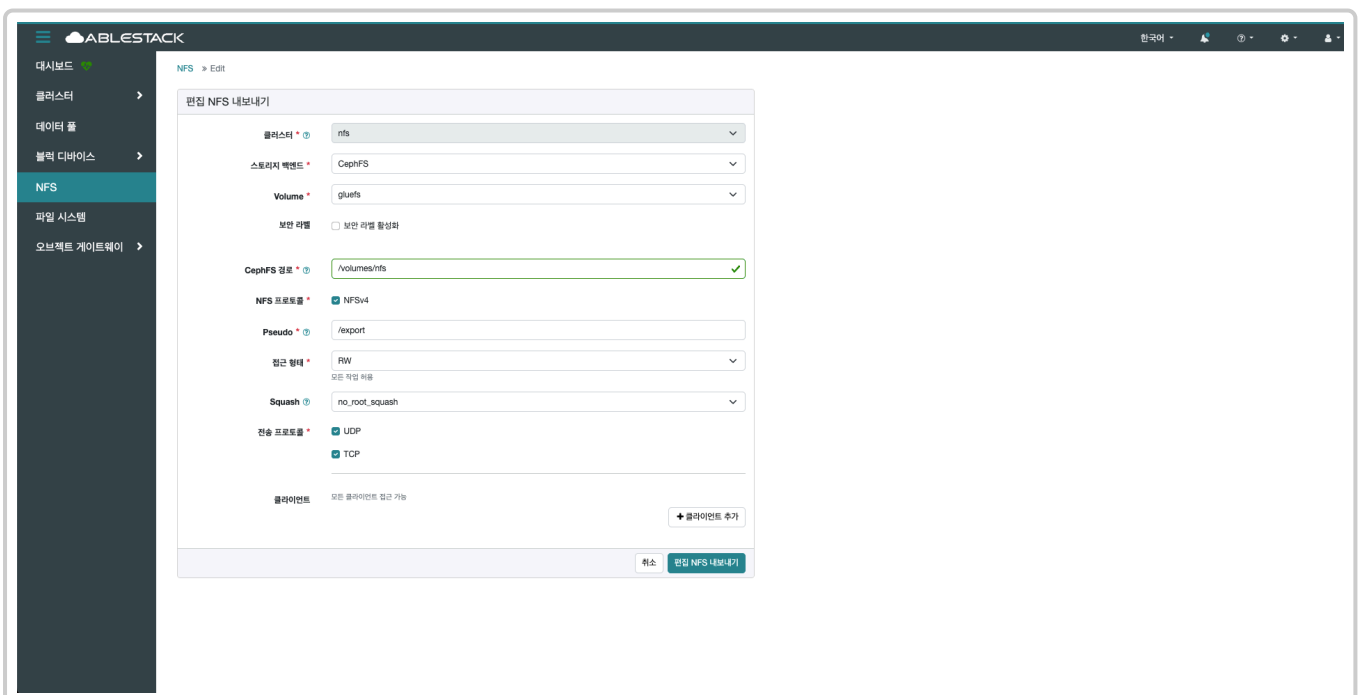 ABLESTACK
한국어
대시보드
클러스터
데이터 풀
블럭 디바이스
NFS
파일 시스템
오브젝트 게이트웨이
NFS » Edit
편집 NFS 내보내기
클러스터 * nfs
스토리지 백엔드 * CephFS
Volume * gluefs
보안 라벨 보안 라벨 활성화
CephFS 경로 * /volumes/nfs
NFS 프로토콜 * NFSv4
Pseudo * /export
접근 형태 * RW
모든 작업 허용
Squash no_root_squash
전송 프로토콜 * UDP
TCP
클라이언트 모든 클라이언트 접근 가능
+ 클라이언트 추가
취소 편집 NFS 내보내기